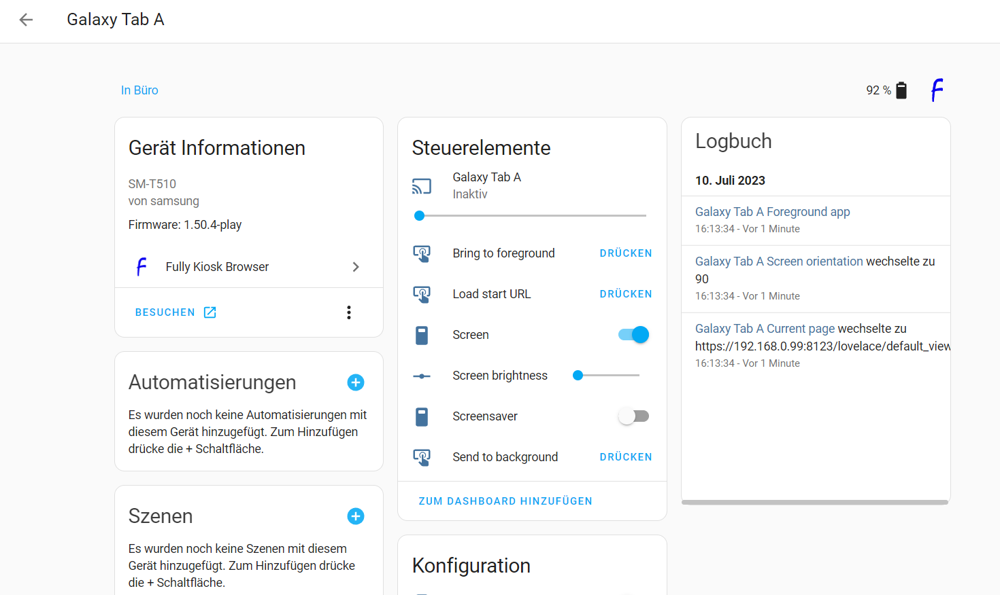 Galaxy Tab A
In Büro
92 %
Gerät Informationen
SM-T510
von samsung
Firmware: 1.50.4-play
Fully Kiosk Browser
BESUCHEN
Automatisierungen
Es wurden noch keine Automatisierungen mit
diesem Gerät hinzugefügt. Zum Hinzufügen
drücke die + Schaltfläche.
Szenen
Es wurden noch keine Szenen mit diesem
Gerät hinzugefügt. Zum Hinzufügen drücke
die + Schaltfläche.
Steuerelemente
Galaxy Tab A
Inaktiv
Bring to foreground DRÜCKEN
Load start URL DRÜCKEN
Screen
Screen brightness
Screensaver
Send to background DRÜCKEN
ZUM DASHBOARD HINZUFÜGEN
Konfiguration
Logbuch
10. Juli 2023
Galaxy Tab A Foreground app
16:13:34 - Vor 1 Minute
Galaxy Tab A Screen orientation wechselte zu
90
16:13:34 - Vor 1 Minute
Galaxy Tab A Current page wechselte zu
https://192.168.0.99:8123/lovelace/default_view
16:13:34 - Vor 1 Minute